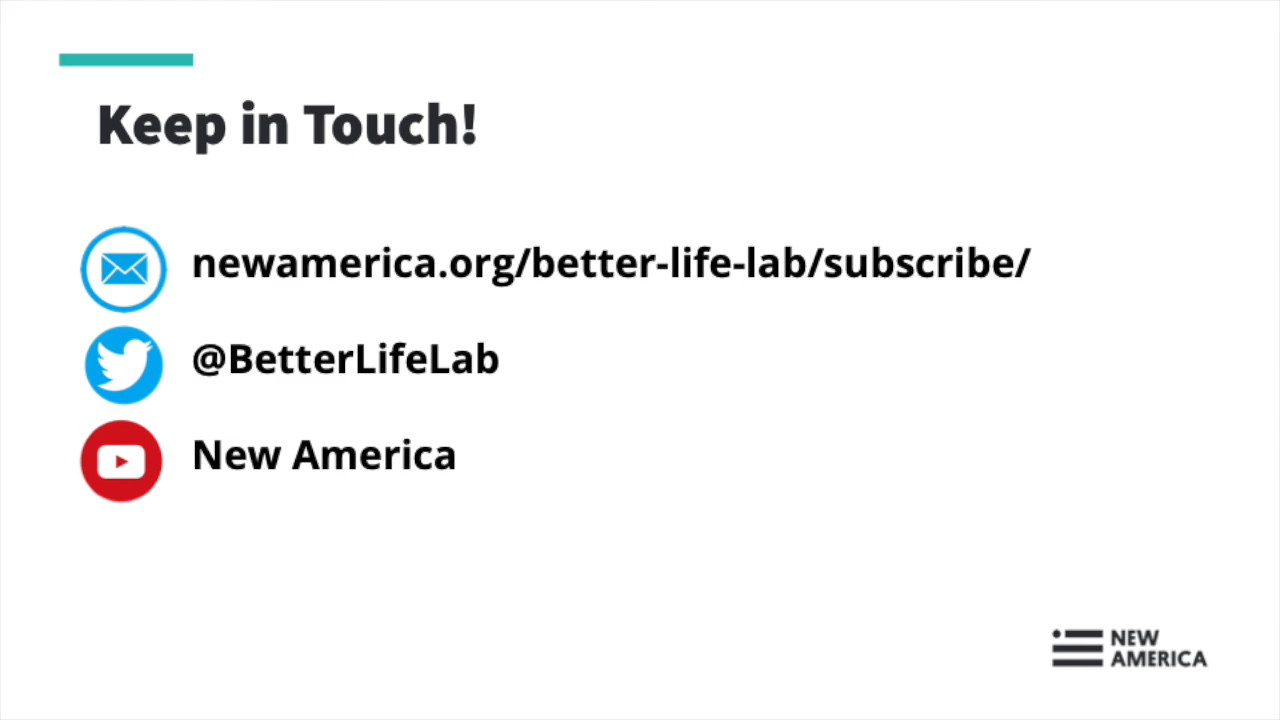 Keep in Touch!
newamerica.org/better-life-lab/subscribe/
@BetterLifeLab
New America
NEW
AMERICA